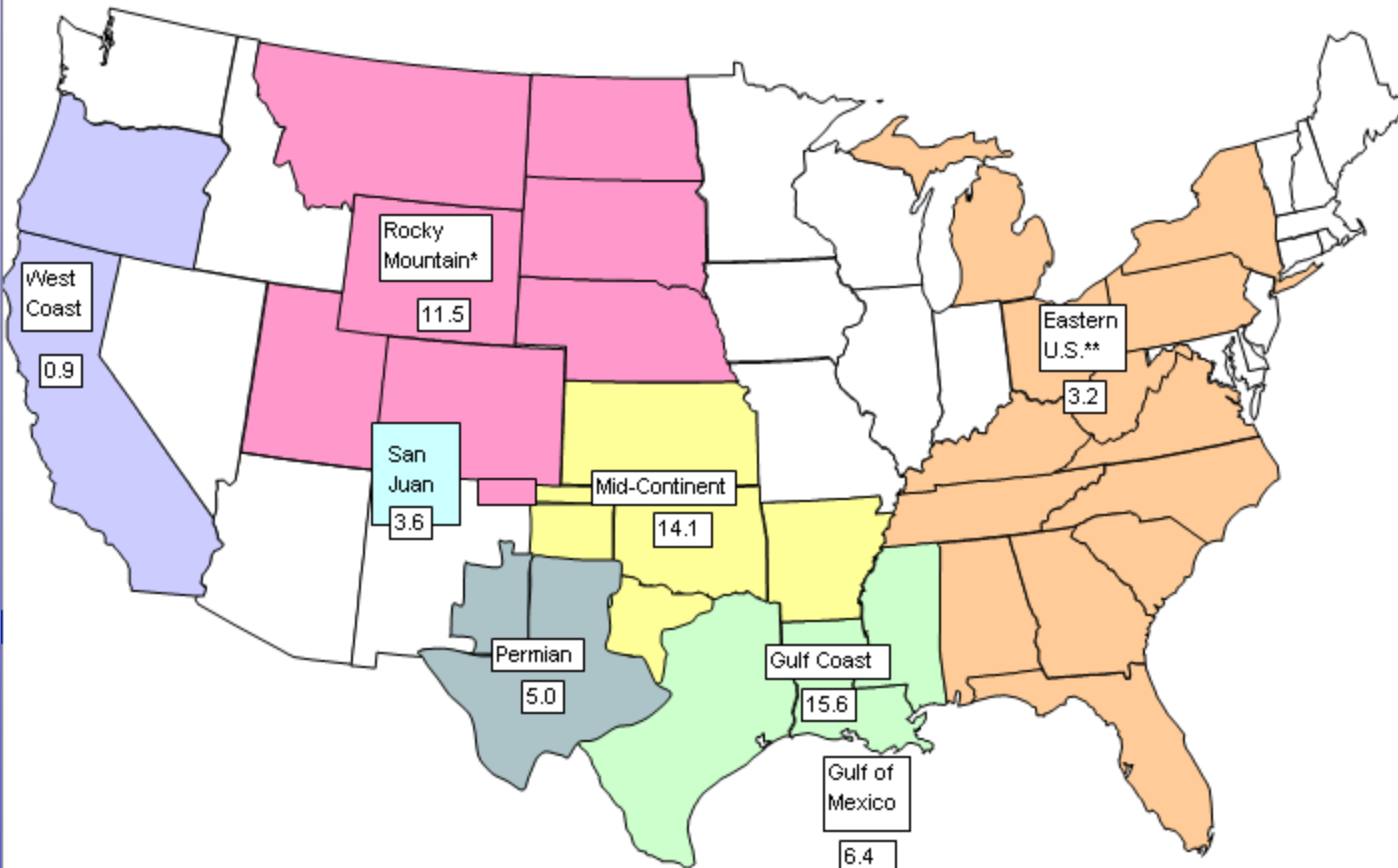 Rocky
Mountain*
11.5
West
Coast
0.9
Eastern
U.S.**
3.2
San
Juan
3.6
Mid-Continent
14.1
Permian
5.0
Gulf Coast
15.6
Gulf of
Mexico
6.4